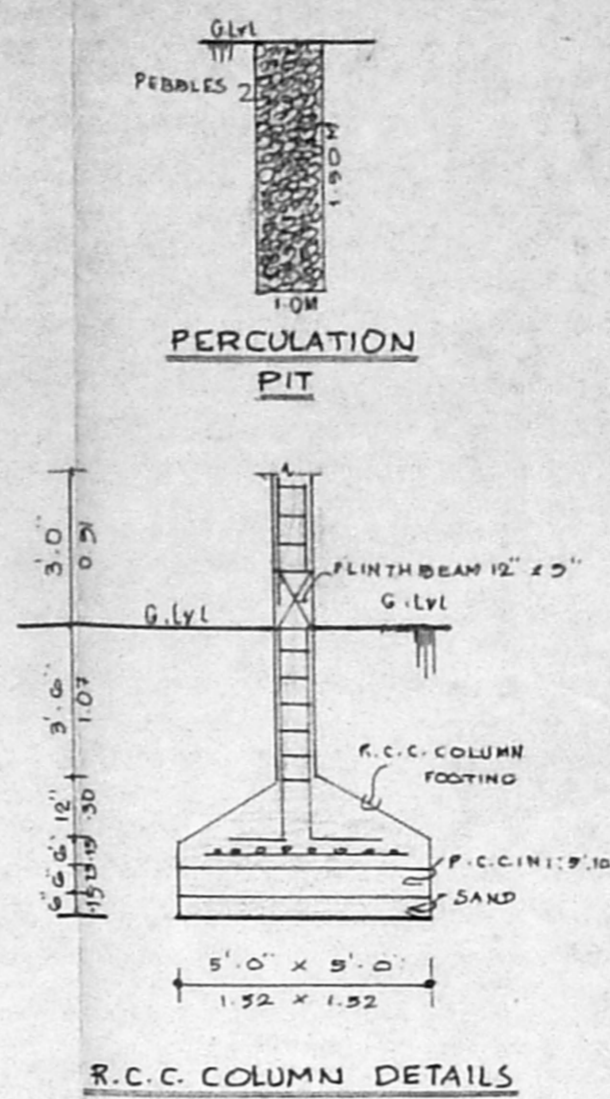 G.Lvl
PEBBLES
1.50 M
1.0M
PERCULATION
PIT
3'.0"
0.91
PLINTH BEAM 12" x 9"
G.Lvl
G.Lvl
3'.6"
1.07
R.C.C. COLUMN
FOOTING
12"
.30
6" 6" 6"
.15 .15 .15
P.C.C IN 1:5:10
SAND
5'.0" x 5'.0"
1.52 x 1.52
R.C.C. COLUMN DETAILS